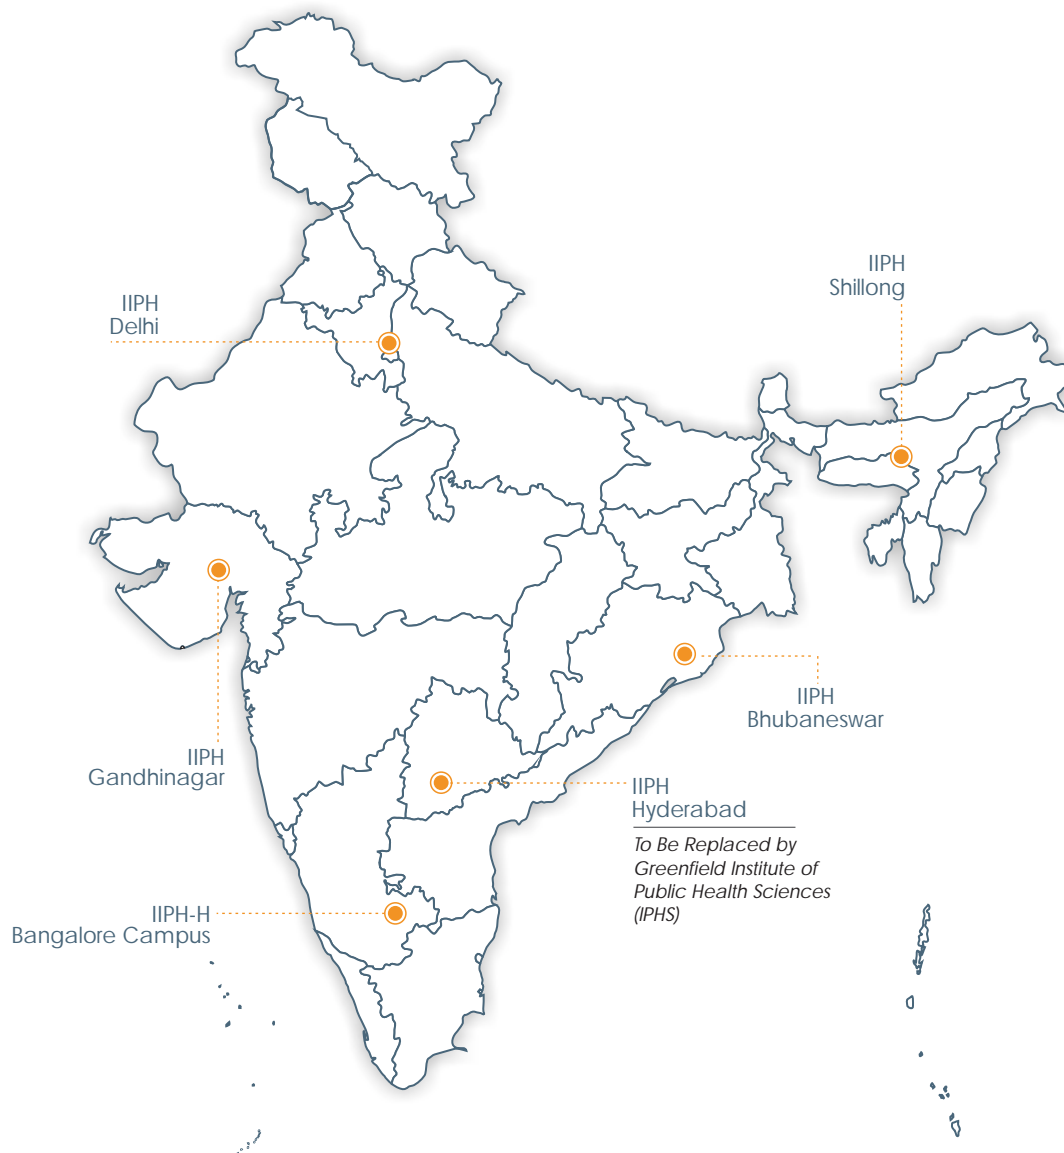 IIPH
Shillong
IIPH
Delhi
IIPH
Bhubaneswar
IIPH
Gandhinagar
IIPH
Hyderabad
To Be Replaced by
Greenfield Institute of
Public Health Sciences
(IPHS)
IIPH-H
Bangalore Campus